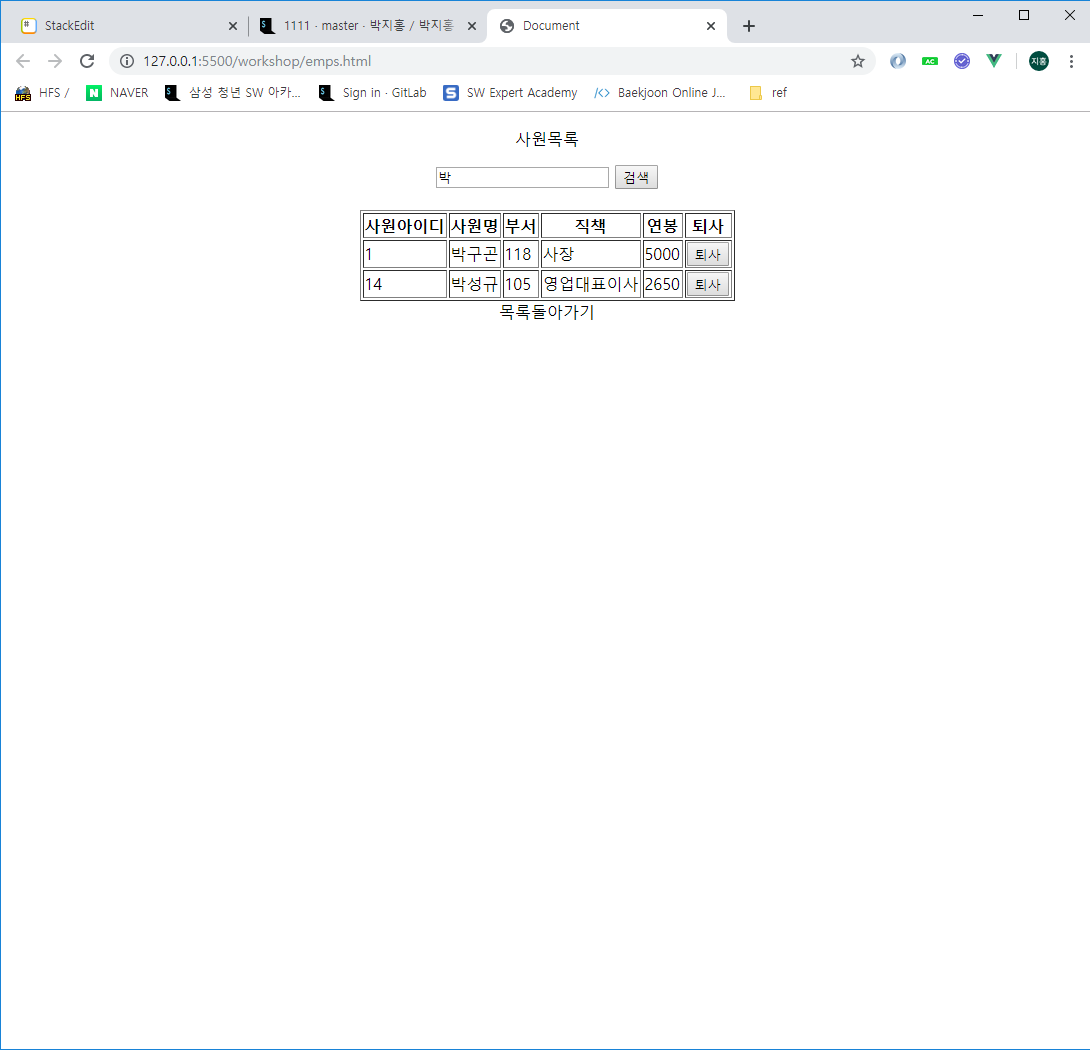 StackEdit
1111 · master · 박지홍 / 박지홍
Document
127.0.0.1:5500/workshop/emps.html
AC
지홍
HFS /
NAVER
삼성 청년 SW 아카...
Sign in · GitLab
SW Expert Academy
Baekjoon Online J...
ref
사원목록
박 검색
사원아이디 사원명 부서 직책 연봉 퇴사
1 박구곤 118 사장 5000 퇴사
14 박성규 105 영업대표이사 2650 퇴사
목록돌아가기